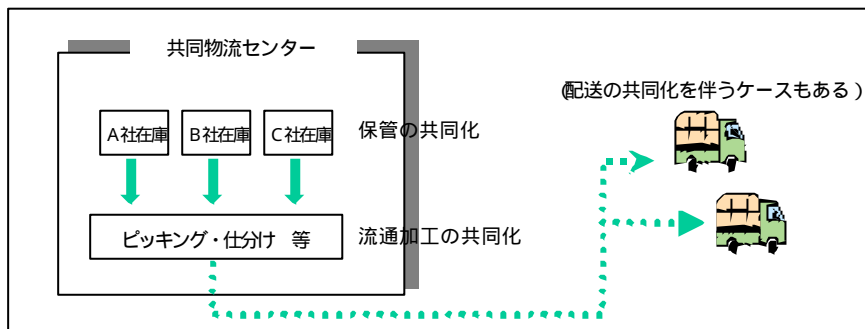 共同物流センター
(配送の共同化を伴うケースもある)
A社在庫 B社在庫 C社在庫 保管の共同化
ピッキング・仕分け 等 流通加工の共同化